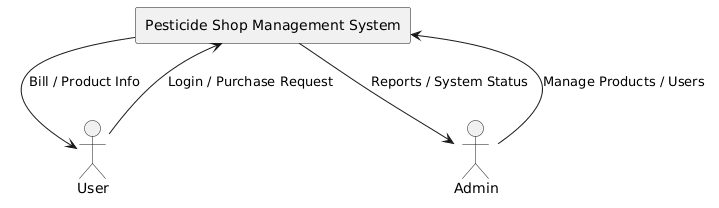 Pesticide Shop Management System
Bill / Product Info
Login / Purchase Request
Reports / System Status
Manage Products / Users
User
Admin